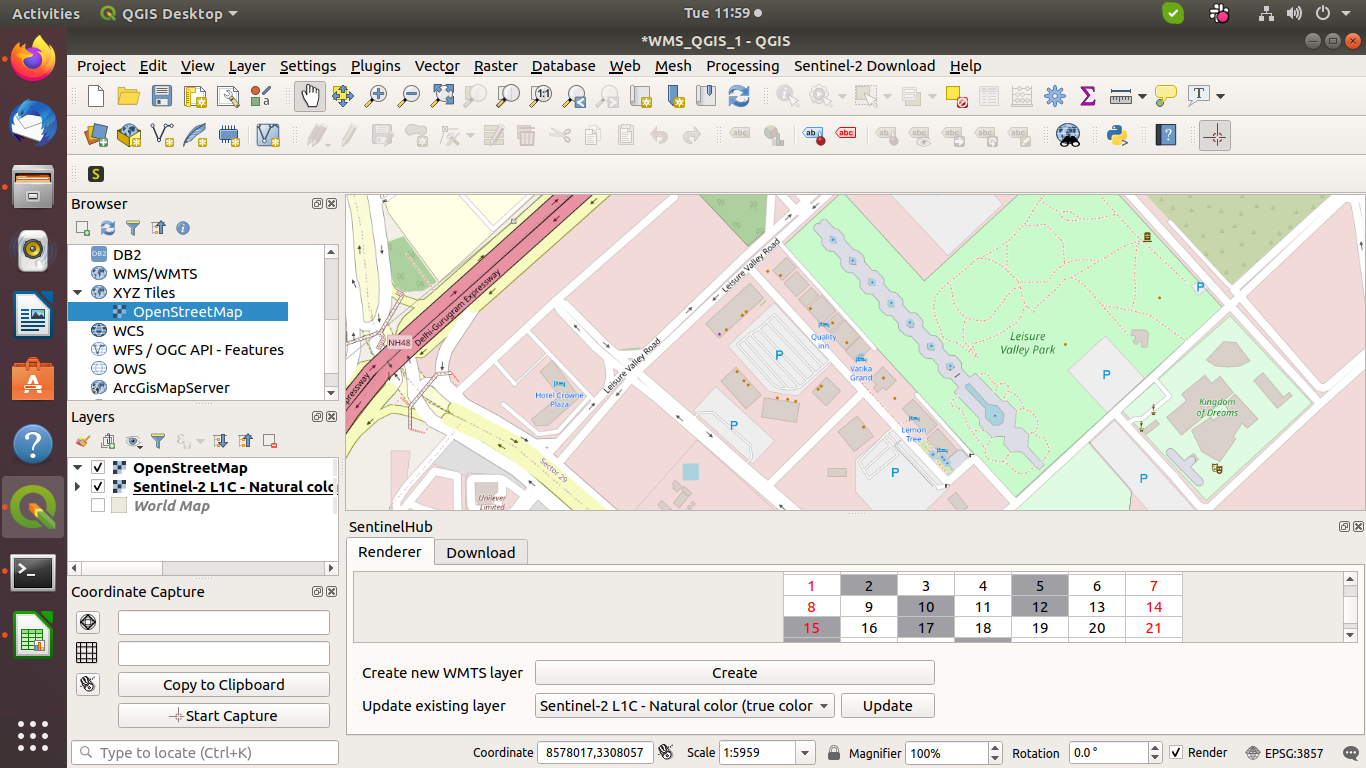 Activities QGIS Desktop Tue 11:59
*WMS_QGIS_1 - QGIS
Project Edit View Layer Settings Plugins Vector Raster Database Web Mesh Processing Sentinel-2 Download Help
S
Browser
DB2
WMS/WMTS
XYZ Tiles
OpenStreetMap
WCS
WFS / OGC API - Features
OWS
ArcGisMapServer
Layers
OpenStreetMap
Sentinel-2 L1C - Natural colo
World Map
Coordinate Capture
Copy to Clipboard
Start Capture
Type to locate (Ctrl+K)
Delhi-Gurugram Expressway
NH48
Leisure Valley Road
Leisure Valley Road
Hotel Crowne
Plaza
Sector 29
Unilever
Limited
Quality
Inn
Vatika
Grand
Lemon
Tree
Leisure
Valley Park
Kingdom
of Dreams
P
P
P
P
P
P
SentinelHub
Renderer Download
1 2 3 4 5 6 7
8 9 10 11 12 13 14
15 16 17 18 19 20 21
Create new WMTS layer Create
Update existing layer Sentinel-2 L1C - Natural color (true color Update
Coordinate 8578017,3308057 Scale 1:5959 Magnifier 100% Rotation 0.0 ° Render EPSG:3857